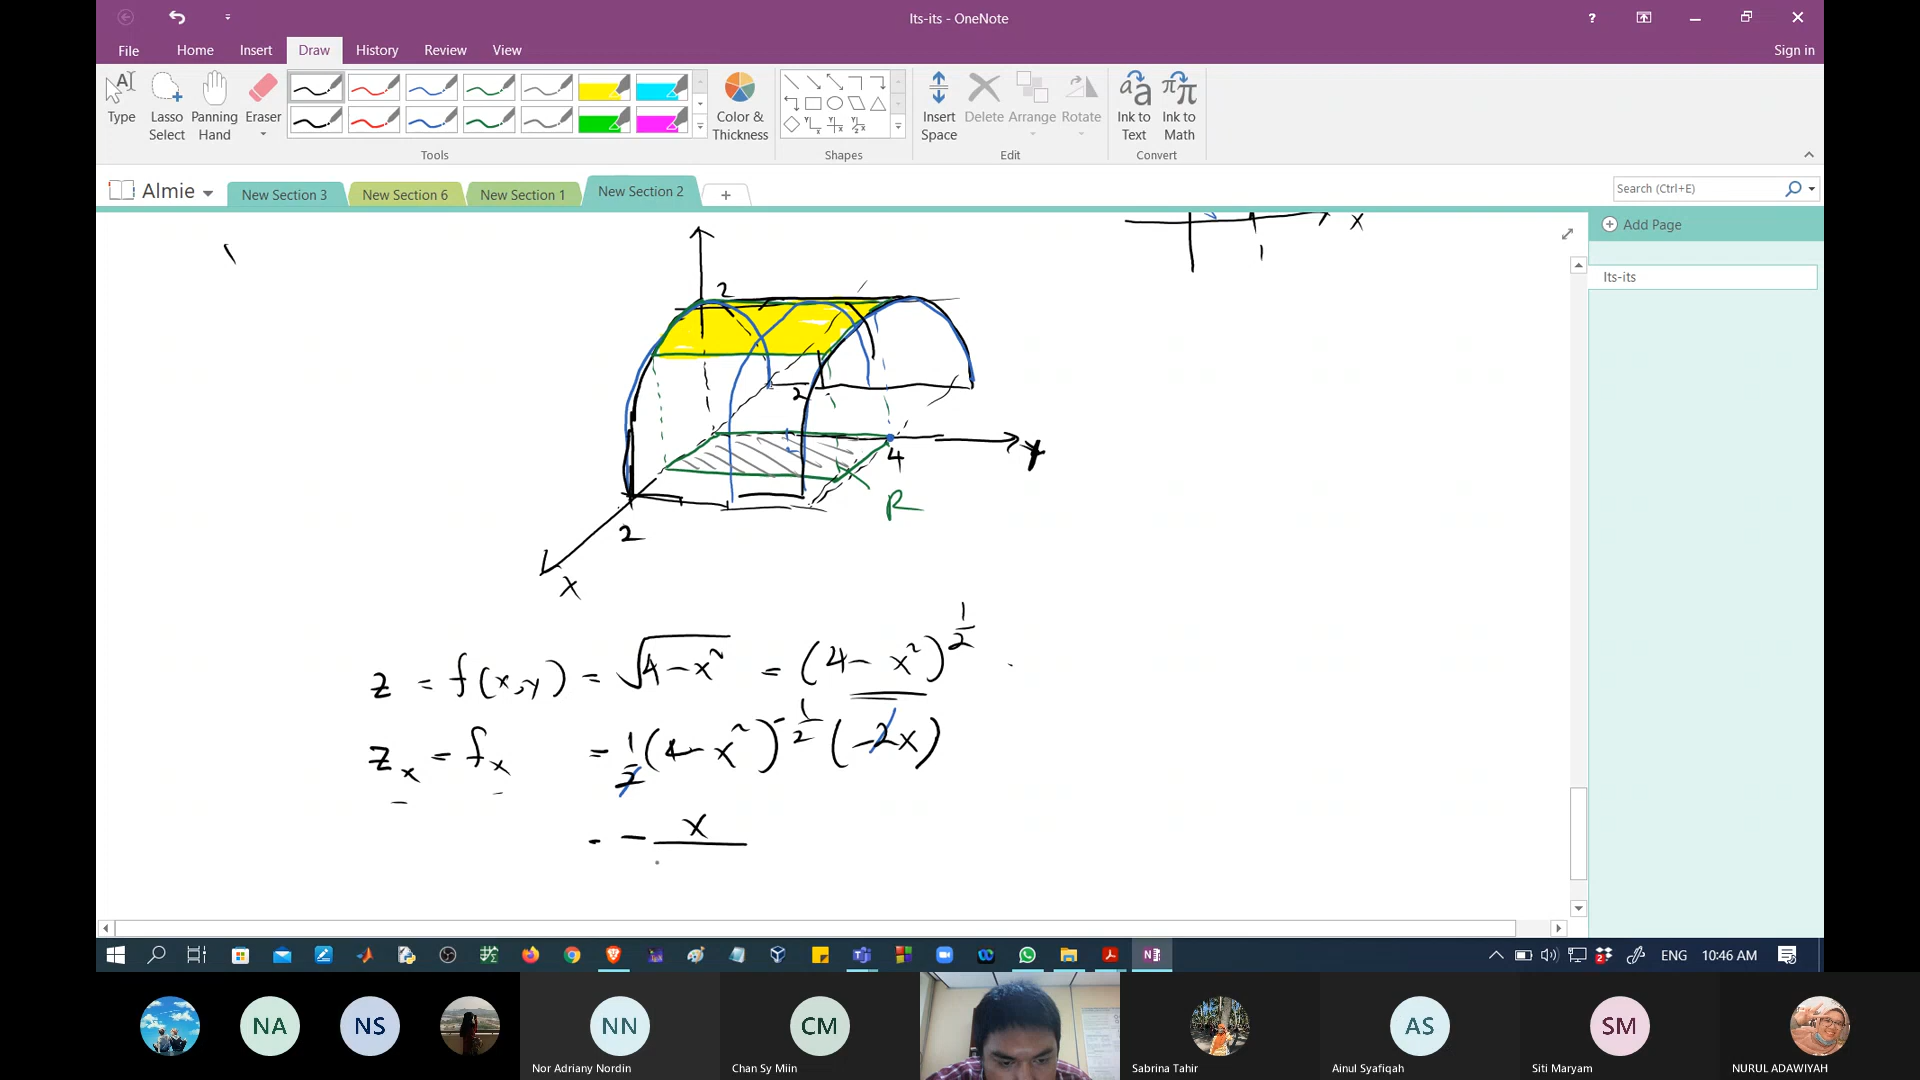 Its-its - OneNote
?
File Home Insert Draw History Review View Sign in
Type Lasso Select Panning Hand Eraser Color & Thickness Insert Space Delete Arrange Rotate Ink to Text Ink to Math
Tools Shapes Edit Convert
Almie New Section 3 New Section 6 New Section 1 New Section 2 + Search (Ctrl+E)
Add Page
Its-its
x
1
2
2
4
y
R
2
x
z = f(x,y) = √4-x² = (4-x²)^1/2
z_x = f_x = 1/2(4-x²)^-1/2 (-2x)
= - x
ENG 10:46 AM
NA NS NN CM AS SM
Nor Adriany Nordin Chan Sy Miin Sabrina Tahir Ainul Syafiqah Siti Maryam NURUL ADAWIYAH